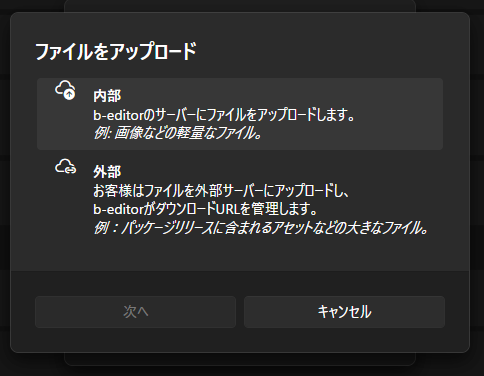 ファイルをアップロード
内部
b-editorのサーバーにファイルをアップロードします。
例: 画像などの軽量なファイル。
外部
お客様はファイルを外部サーバーにアップロードし、
b-editorがダウンロードURLを管理します。
例：パッケージリリースに含まれるアセットなどの大きなファイル。
次へ
キャンセル